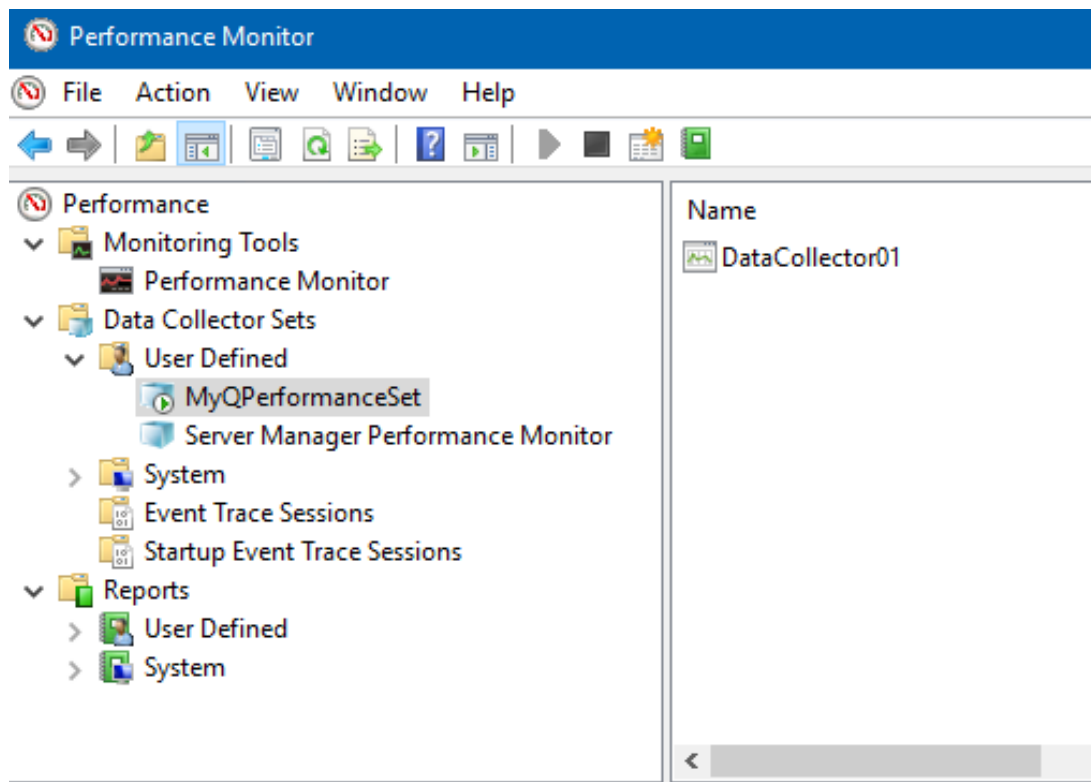 Performance Monitor
File Action View Window Help
Performance
Monitoring Tools
Performance Monitor
Data Collector Sets
User Defined
MyQPerformanceSet
Server Manager Performance Monitor
System
Event Trace Sessions
Startup Event Trace Sessions
Reports
User Defined
System
Name
DataCollector01